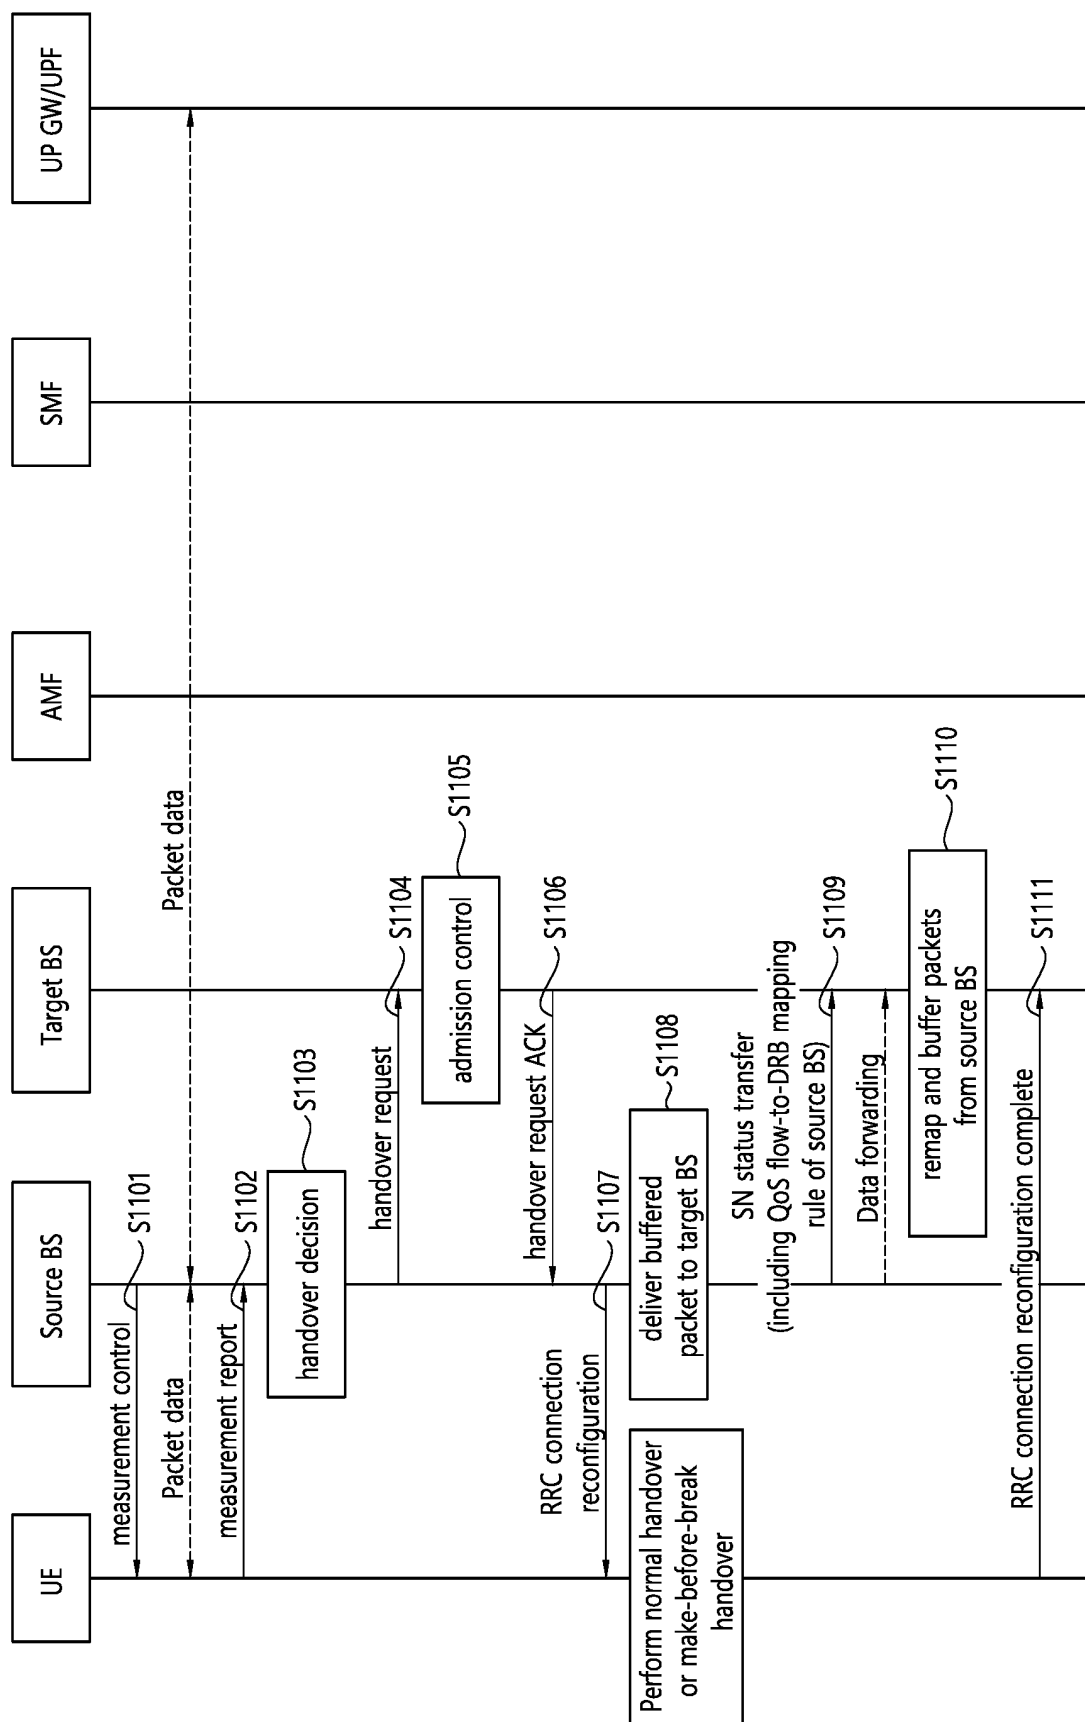 UE
Source BS
Target BS
AMF
SMF
UP GW/UPF
measurement control
S1101
Packet data
Packet data
measurement report
S1102
handover decision
S1103
handover request
S1104
admission control
S1105
handover request ACK
S1106
RRC connection
reconfiguration
S1107
Perform normal handover
or make-before-break
handover
deliver buffered
packet to target BS
S1108
SN status transfer
(including QoS flow-to-DRB mapping
rule of source BS)
S1109
Data forwarding
remap and buffer packets
from source BS
S1110
RRC connection reconfiguration complete
S1111